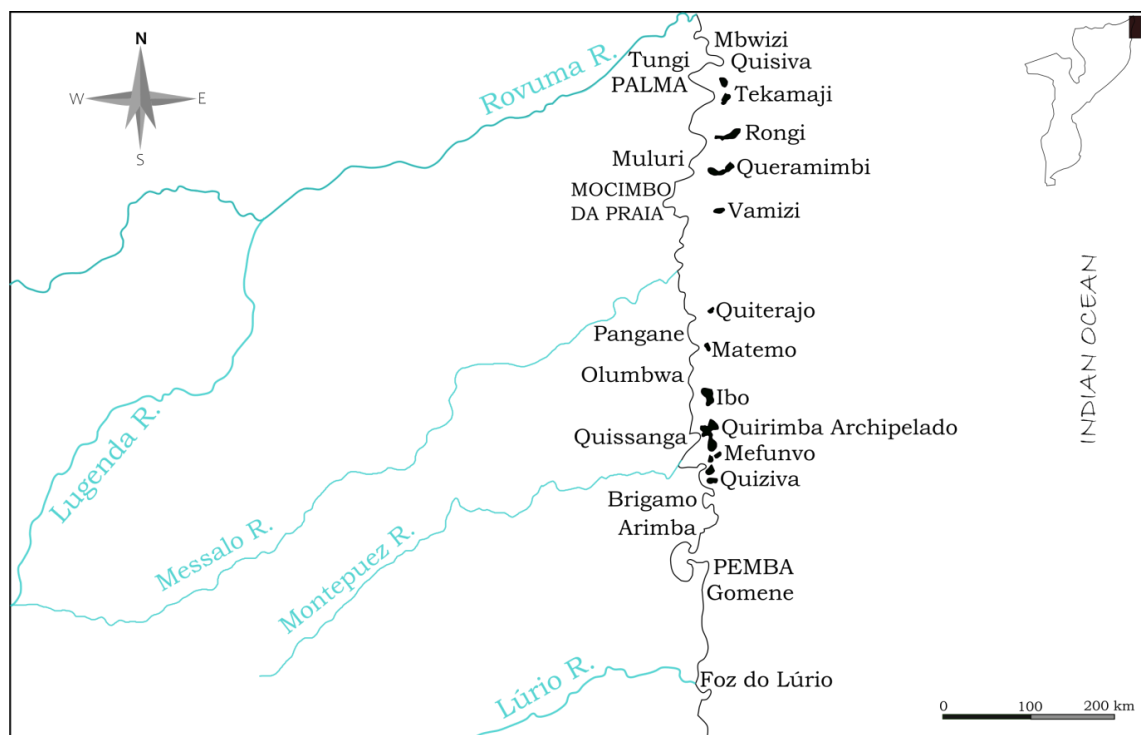 N
W
E
S
Rovuma R.
Mbwizi
Tungi
Quisiva
PALMA
Tekamaji
Rongi
Muluri
Queramimbi
MOCIMBO
DA PRAIA
Vamizi
INDIAN OCEAN
Quiterajo
Pangane
Matemo
Olumbwa
Ibo
Lugenda R.
Quirimba Archipelado
Quissanga
Mefunvo
Quiziva
Brigamo
Arimba
Messalo R.
Montepuez R.
PEMBA
Gomene
Lúrio R.
Foz do Lúrio
0 100 200 km